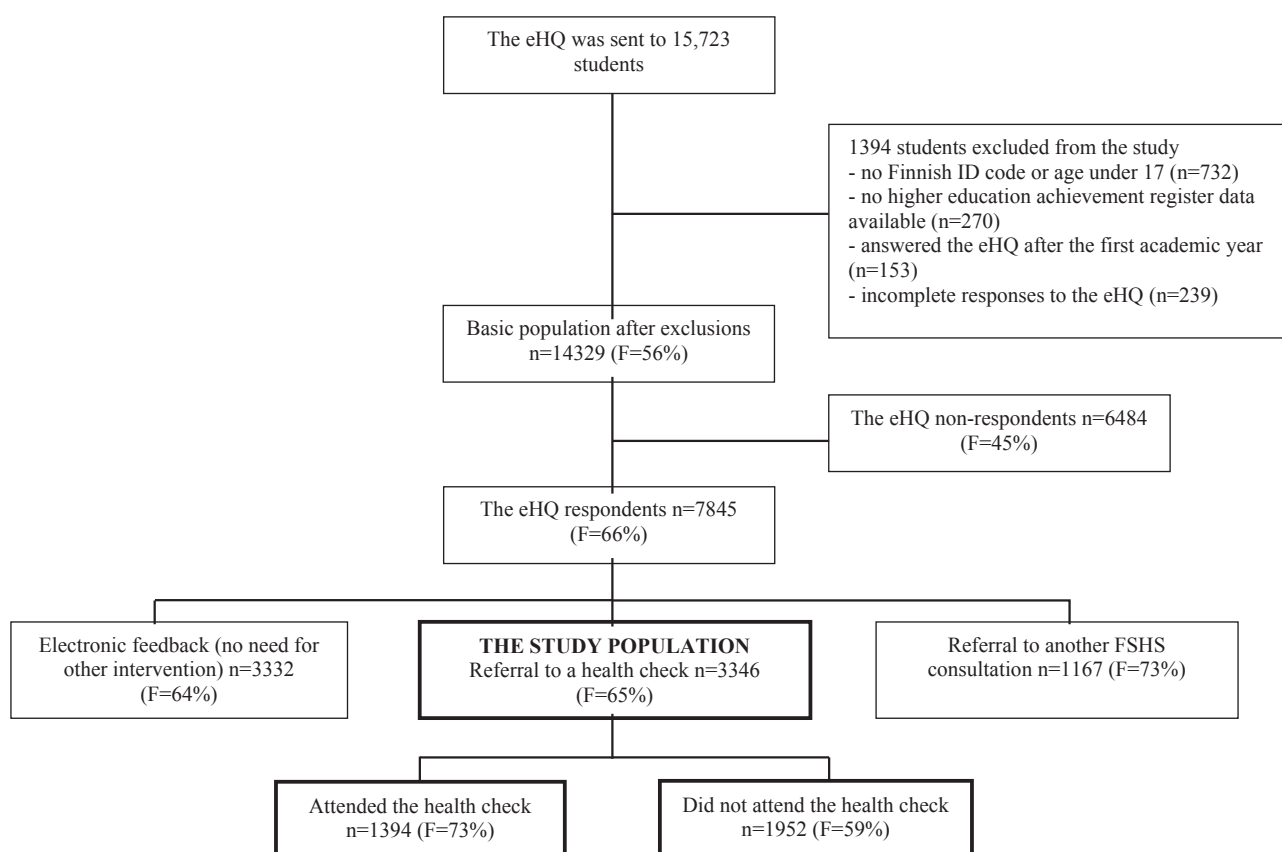 The eHQ was sent to 15,723
students
1394 students excluded from the study
- no Finnish ID code or age under 17 (n=732)
- no higher education achievement register data
available (n=270)
- answered the eHQ after the first academic year
(n=153)
- incomplete responses to the eHQ (n=239)
Basic population after exclusions
n=14329 (F=56%)
The eHQ non-respondents n=6484
(F=45%)
The eHQ respondents n=7845
(F=66%)
Electronic feedback (no need for
other intervention) n=3332
(F=64%)
THE STUDY POPULATION
Referral to a health check n=3346
(F=65%)
Referral to another FSHS
consultation n=1167 (F=73%)
Attended the health check
n=1394 (F=73%)
Did not attend the health check
n=1952 (F=59%)